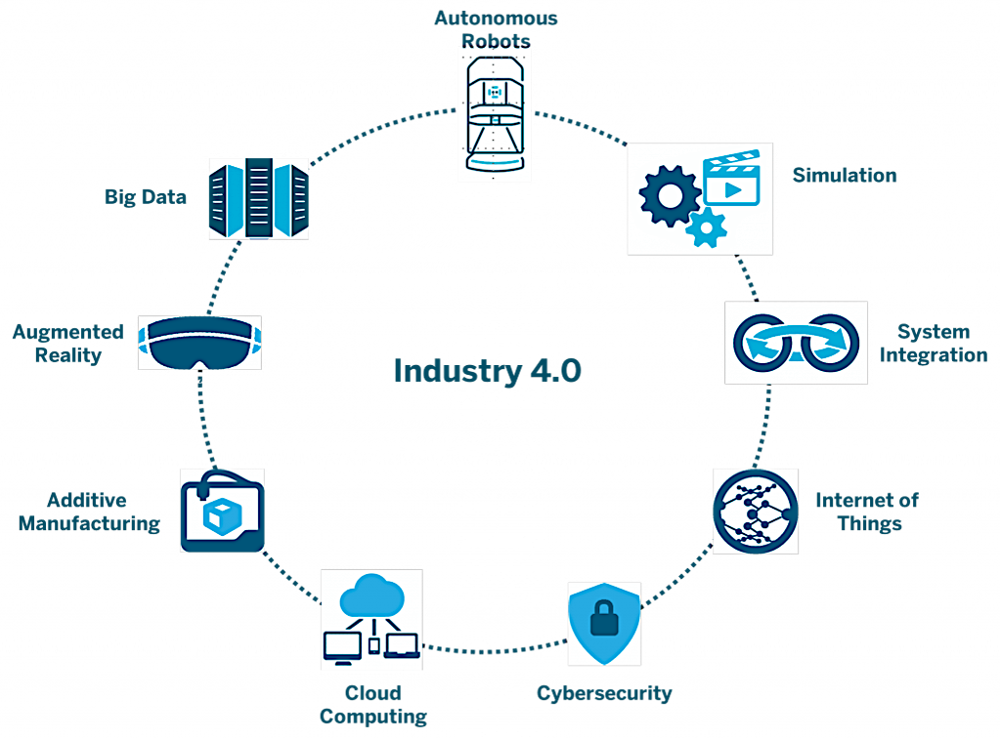 Autonomous
Robots
Simulation
Big Data
System
Integration
Augmented
Reality
Industry 4.0
Internet of
Things
Additive
Manufacturing
Cybersecurity
Cloud
Computing